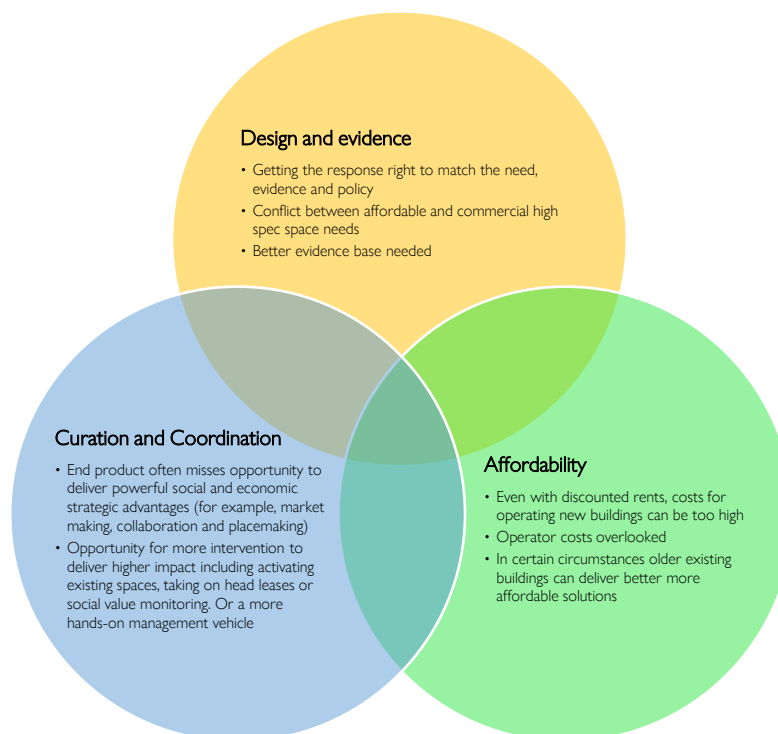 Design and evidence
• Getting the response right to match the need,
evidence and policy
• Conflict between affordable and commercial high
spec space needs
• Better evidence base needed
Curation and Coordination
• End product often misses opportunity to
deliver powerful social and economic
strategic advantages (for example, market
making, collaboration and placemaking)
• Opportunity for more intervention to
deliver higher impact including activating
existing spaces, taking on head leases or
social value monitoring. Or a more
hands-on management vehicle
Affordability
• Even with discounted rents, costs for
operating new buildings can be too high
• Operator costs overlooked
• In certain circumstances older existing
buildings can deliver better more
affordable solutions